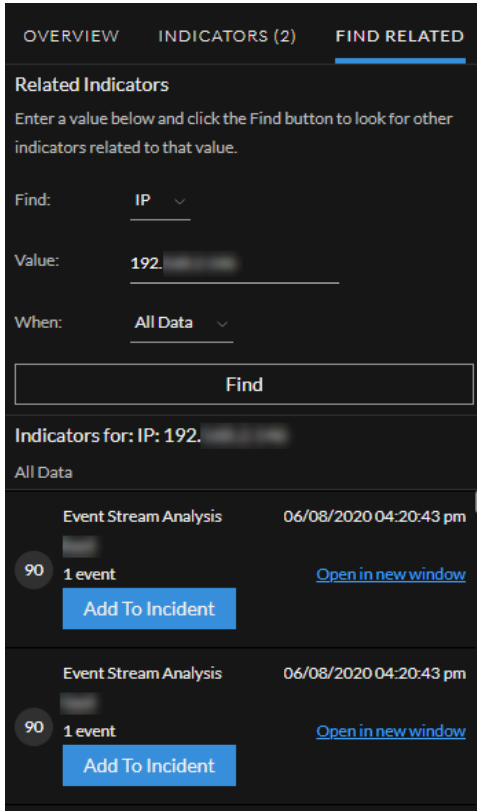 OVERVIEW INDICATORS (2) FIND RELATED
Related Indicators
Enter a value below and click the Find button to look for other
indicators related to that value.
Find: IP
Value: 192.
When: All Data
Find
Indicators for: IP: 192.
All Data
Event Stream Analysis 06/08/2020 04:20:43 pm
90 1 event Open in new window
Add To Incident
Event Stream Analysis 06/08/2020 04:20:43 pm
90 1 event Open in new window
Add To Incident